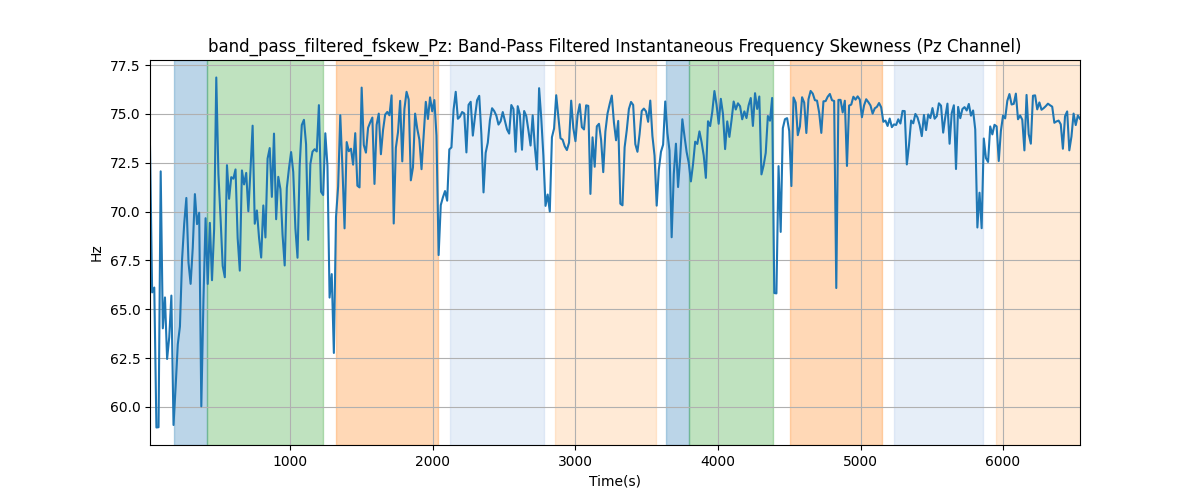 band_pass_filtered_fskew_Pz: Band-Pass Filtered Instantaneous Frequency Skewness (Pz Channel)
77.5
75.0
72.5
70.0
67.5
65.0
62.5
60.0
Hz
1000 2000 3000 4000 5000 6000
Time(s)